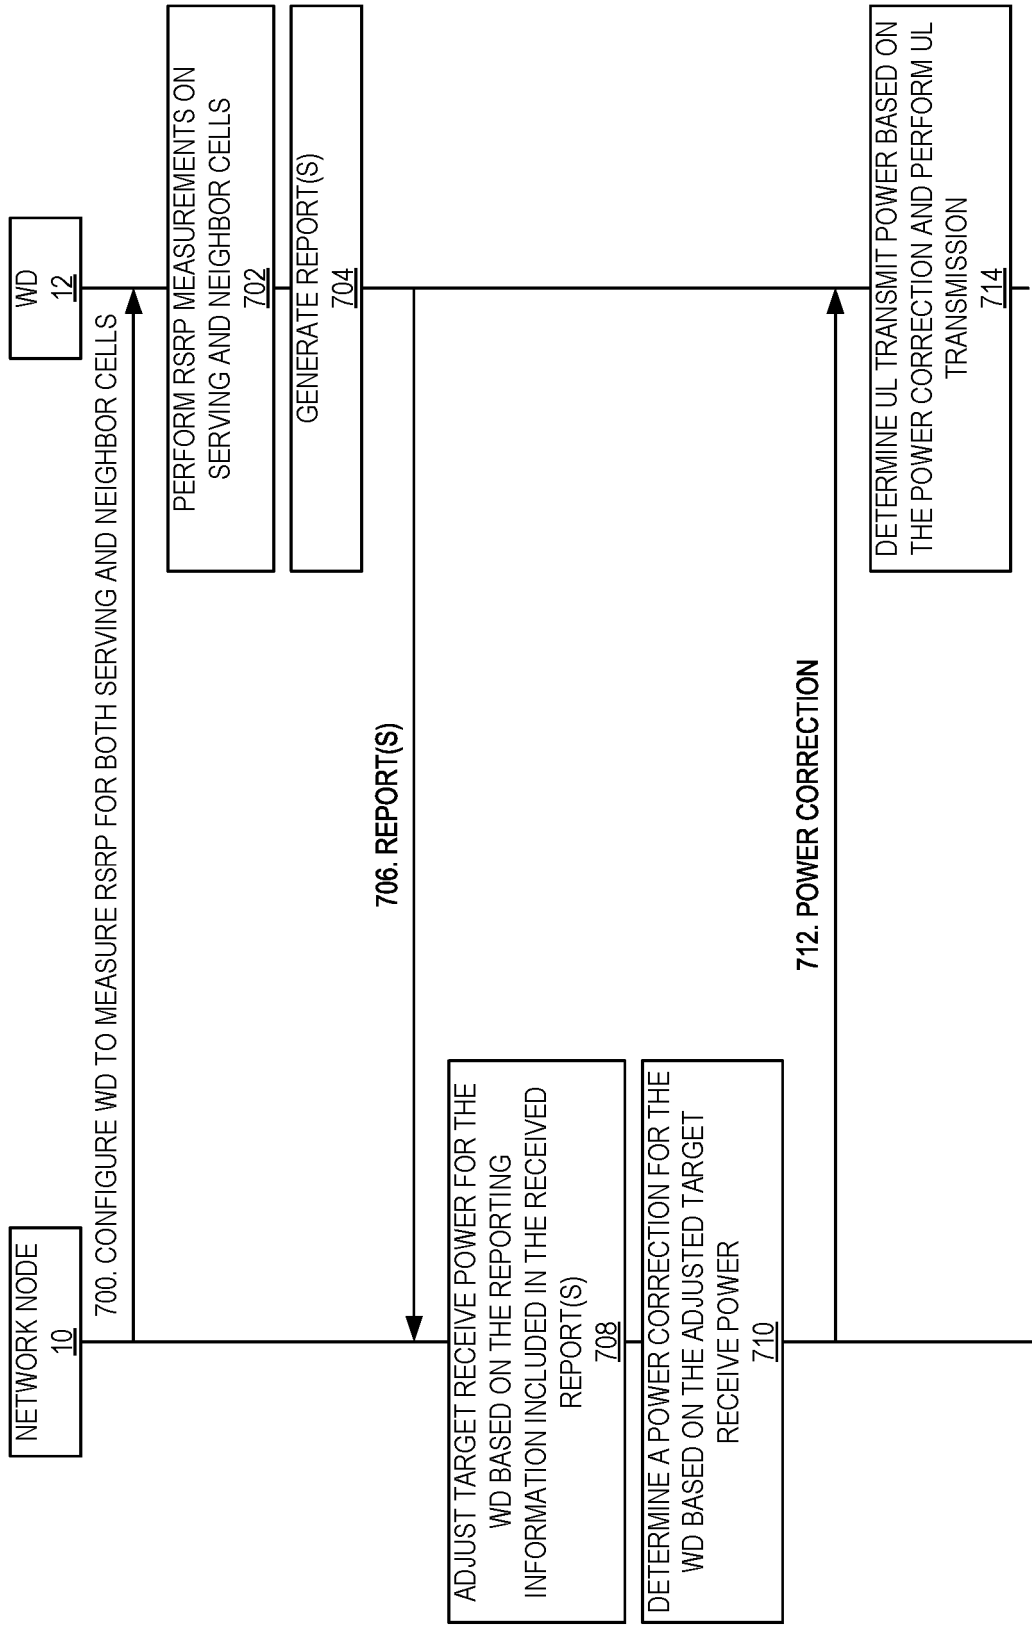 NETWORK NODE
10
WD
12
700. CONFIGURE WD TO MEASURE RSRP FOR BOTH SERVING AND NEIGHBOR CELLS
PERFORM RSRP MEASUREMENTS ON
SERVING AND NEIGHBOR CELLS
702
GENERATE REPORT(S)
704
706. REPORT(S)
ADJUST TARGET RECEIVE POWER FOR THE
WD BASED ON THE REPORTING
INFORMATION INCLUDED IN THE RECEIVED
REPORT(S)
708
DETERMINE A POWER CORRECTION FOR THE
WD BASED ON THE ADJUSTED TARGET
RECEIVE POWER
710
712. POWER CORRECTION
DETERMINE UL TRANSMIT POWER BASED ON
THE POWER CORRECTION AND PERFORM UL
TRANSMISSION
714